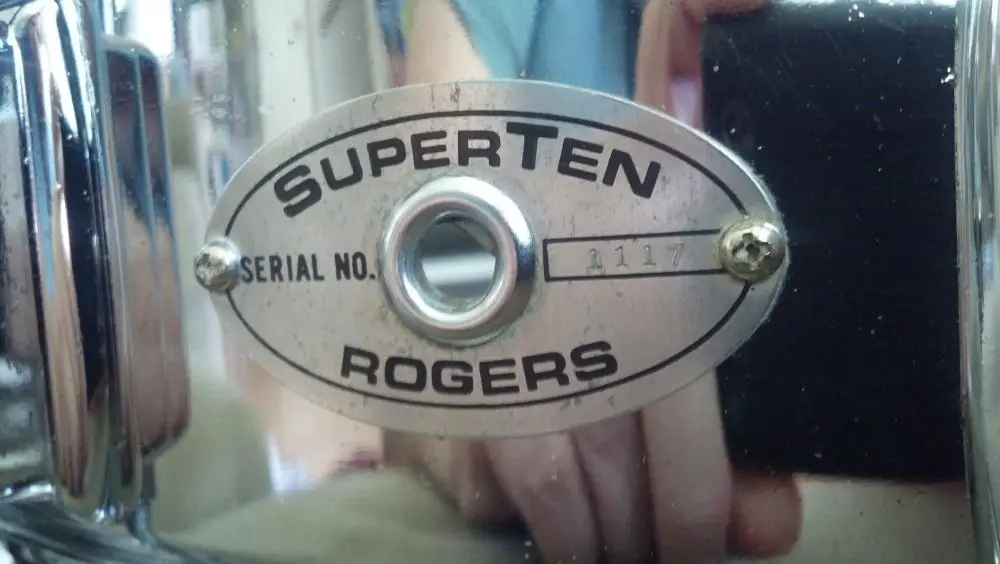 SUPERTEN
SERIAL NO. 1117
ROGERS